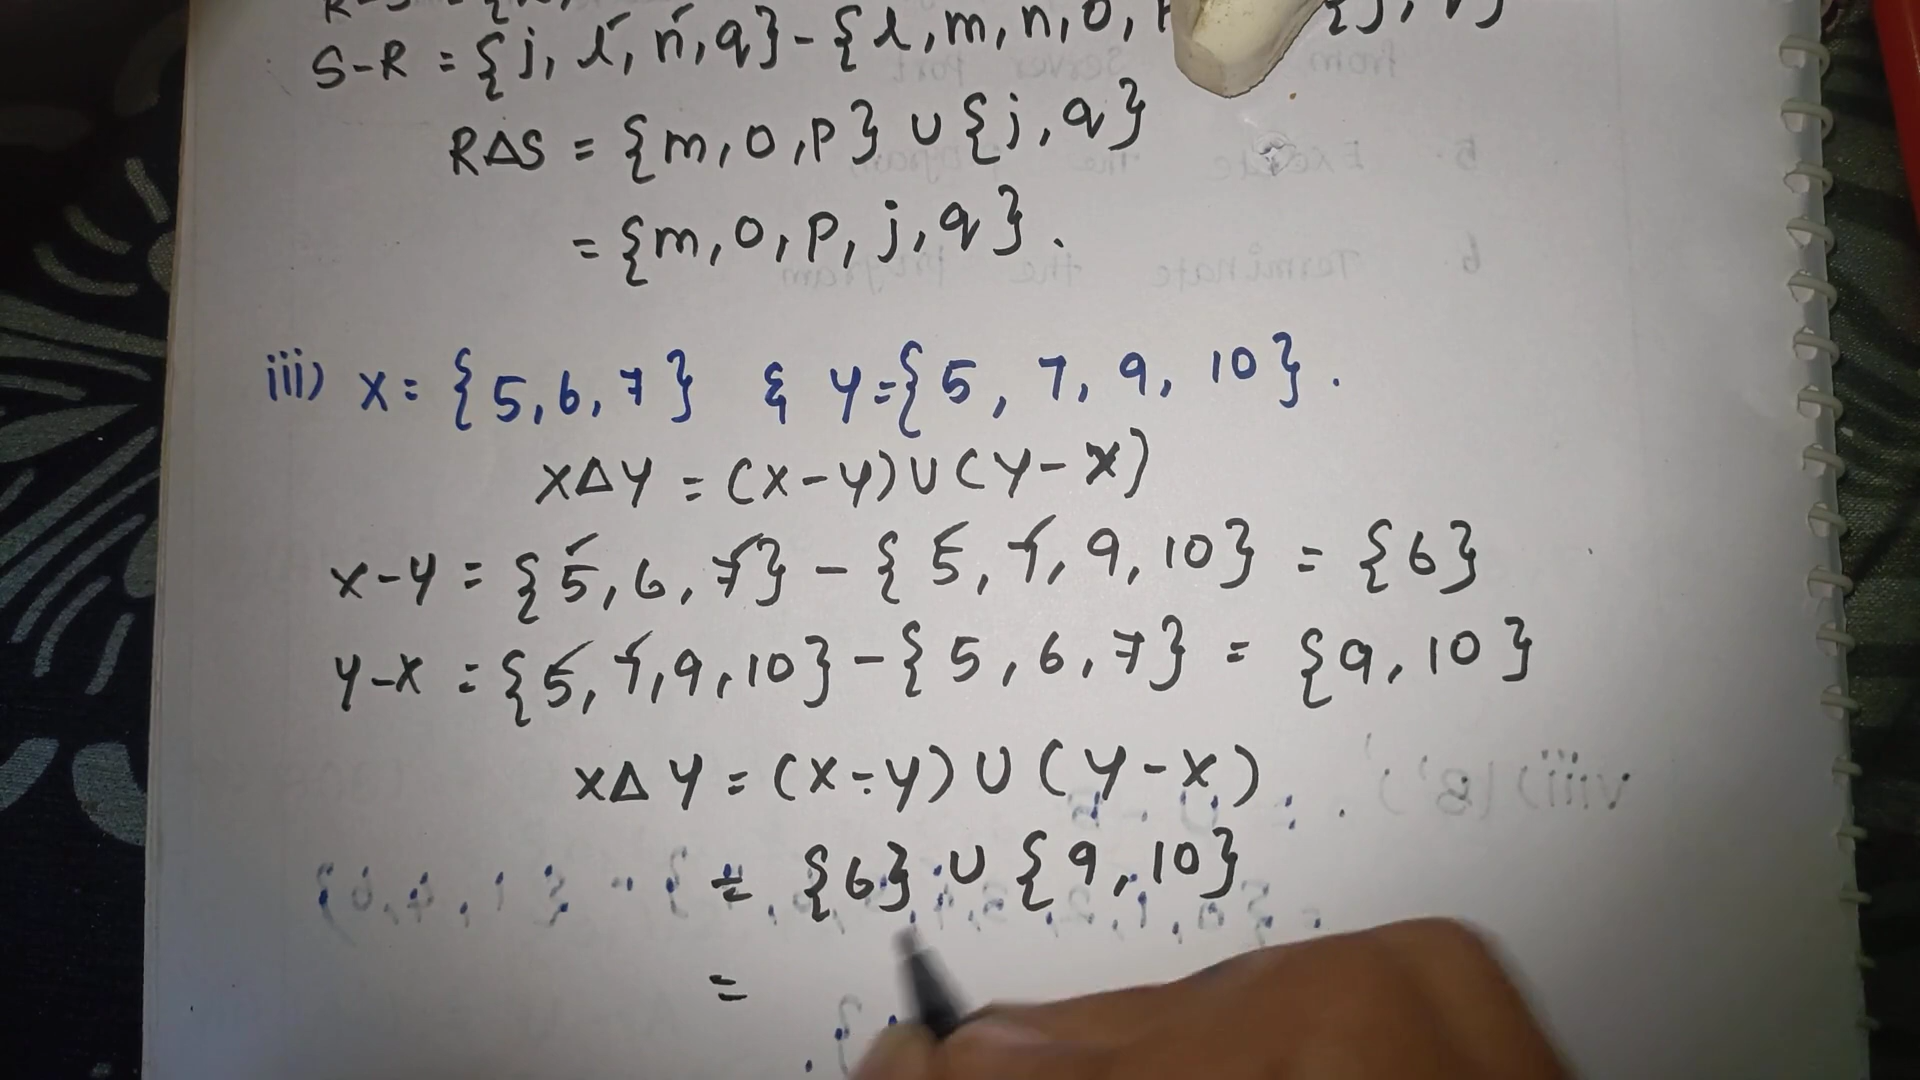 S-R = {j, l, n, q} - {l, m, n, o,
RΔS = {m, o, p} ∪ {j, q}
= {m, o, p, j, q}.
iii) X = {5, 6, 7} & Y = {5, 7, 9, 10}.
XΔY = (X-Y) ∪ (Y-X)
X-Y = {5, 6, 7} - {5, 7, 9, 10} = {6}
Y-X = {5, 7, 9, 10} - {5, 6, 7} = {9, 10}
XΔY = (X-Y) ∪ (Y-X)
= {6} ∪ {9, 10}
=